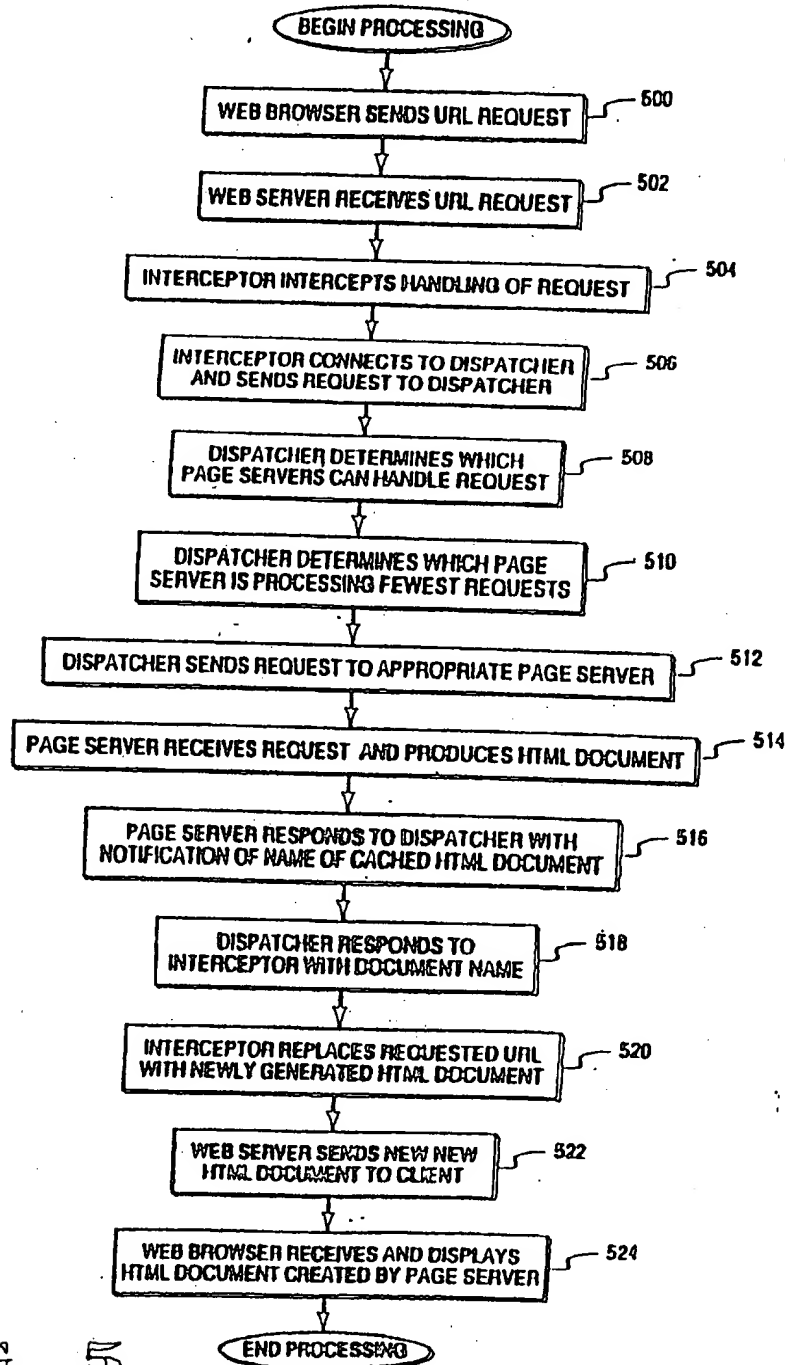 BEGIN PROCESSING
WEB BROWSER SENDS URL REQUEST
500
WEB SERVER RECEIVES URL REQUEST
502
INTERCEPTOR INTERCEPTS HANDLING OF REQUEST
504
INTERCEPTOR CONNECTS TO DISPATCHER
AND SENDS REQUEST TO DISPATCHER
506
DISPATCHER DETERMINES WHICH
PAGE SERVERS CAN HANDLE REQUEST
508
DISPATCHER DETERMINES WHICH PAGE
SERVER IS PROCESSING FEWEST REQUESTS
510
DISPATCHER SENDS REQUEST TO APPROPRIATE PAGE SERVER
512
PAGE SERVER RECEIVES REQUEST AND PRODUCES HTML DOCUMENT
514
PAGE SERVER RESPONDS TO DISPATCHER WITH
NOTIFICATION OF NAME OF CACHED HTML DOCUMENT
516
DISPATCHER RESPONDS TO
INTERCEPTOR WITH DOCUMENT NAME
518
INTERCEPTOR REPLACES REQUESTED URL
WITH NEWLY GENERATED HTML DOCUMENT
520
WEB SERVER SENDS NEW NEW
HTML DOCUMENT TO CLIENT
522
WEB BROWSER RECEIVES AND DISPLAYS
HTML DOCUMENT CREATED BY PAGE SERVER
524
END PROCESSING